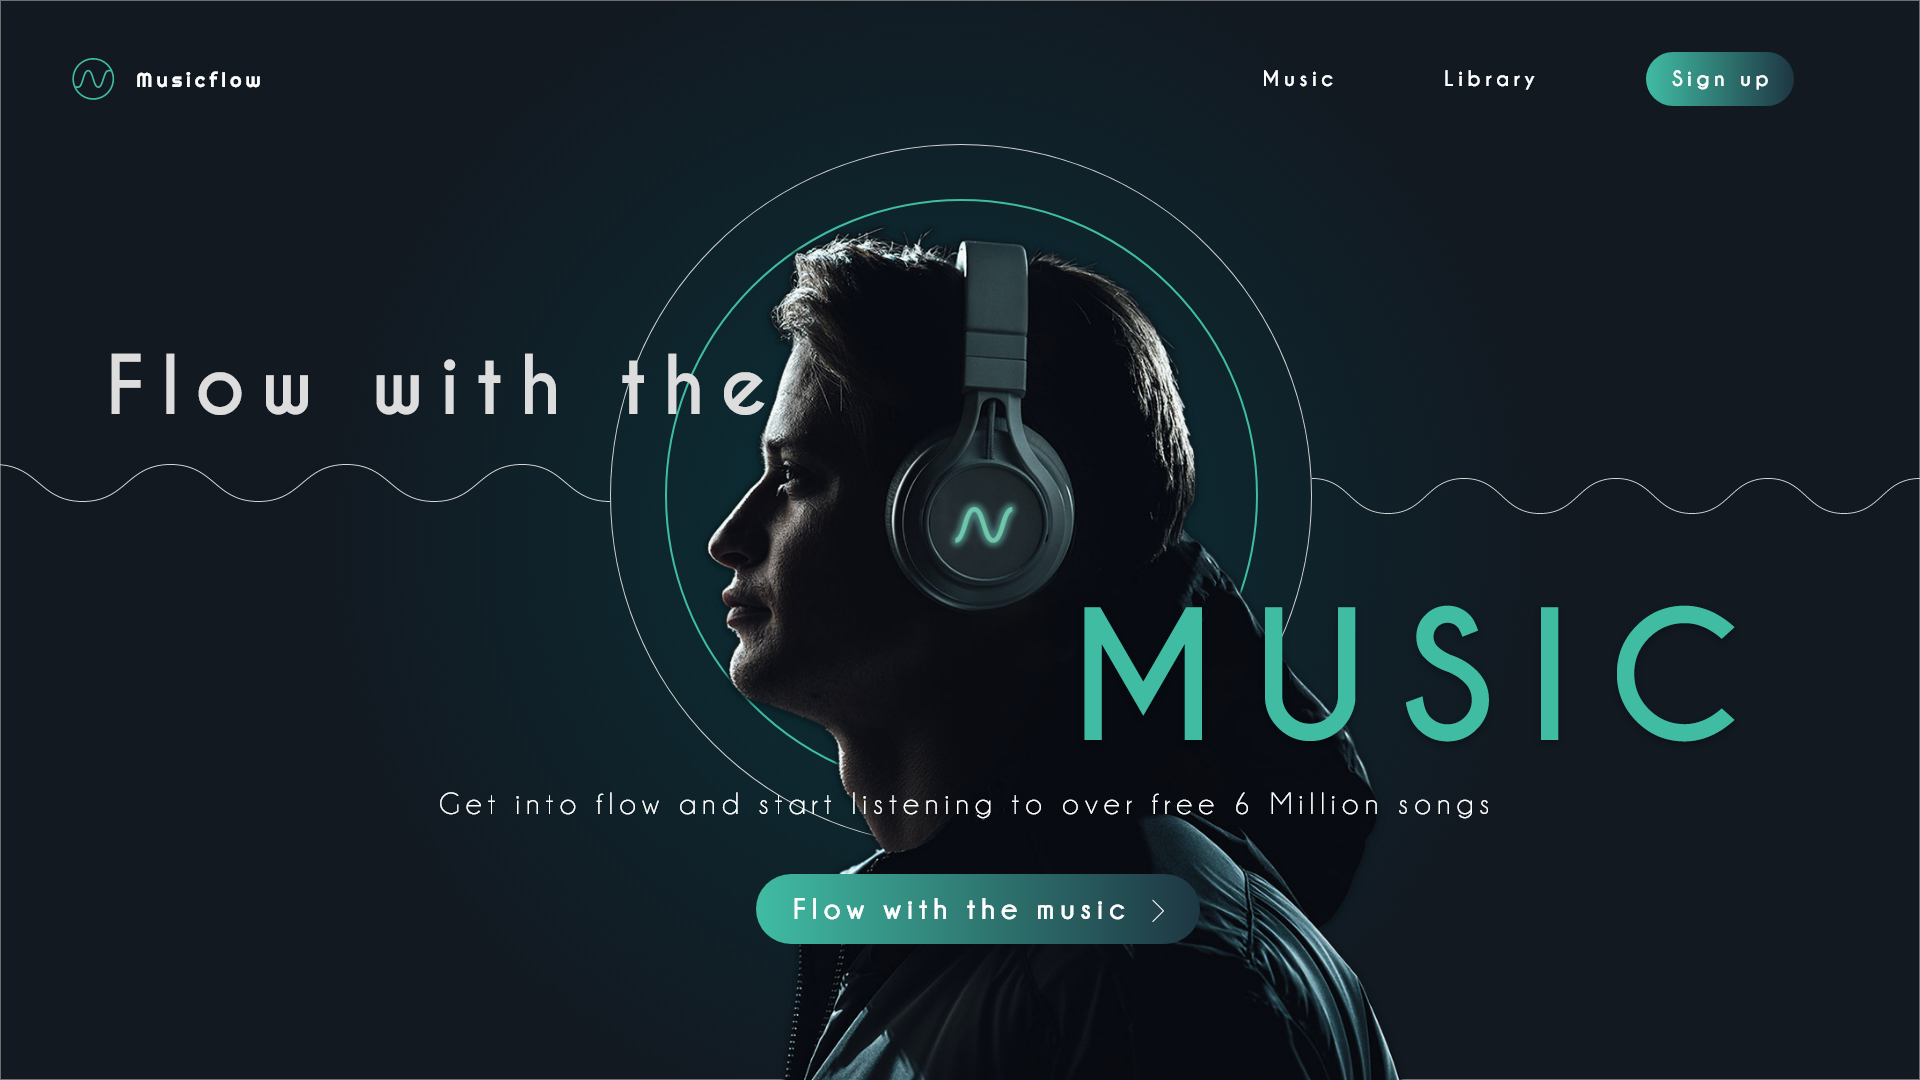 Musicflow
Music
Library
Sign up
Flow with the
MUSIC
Get into flow and start listening to over free 6 Million songs
Flow with the music